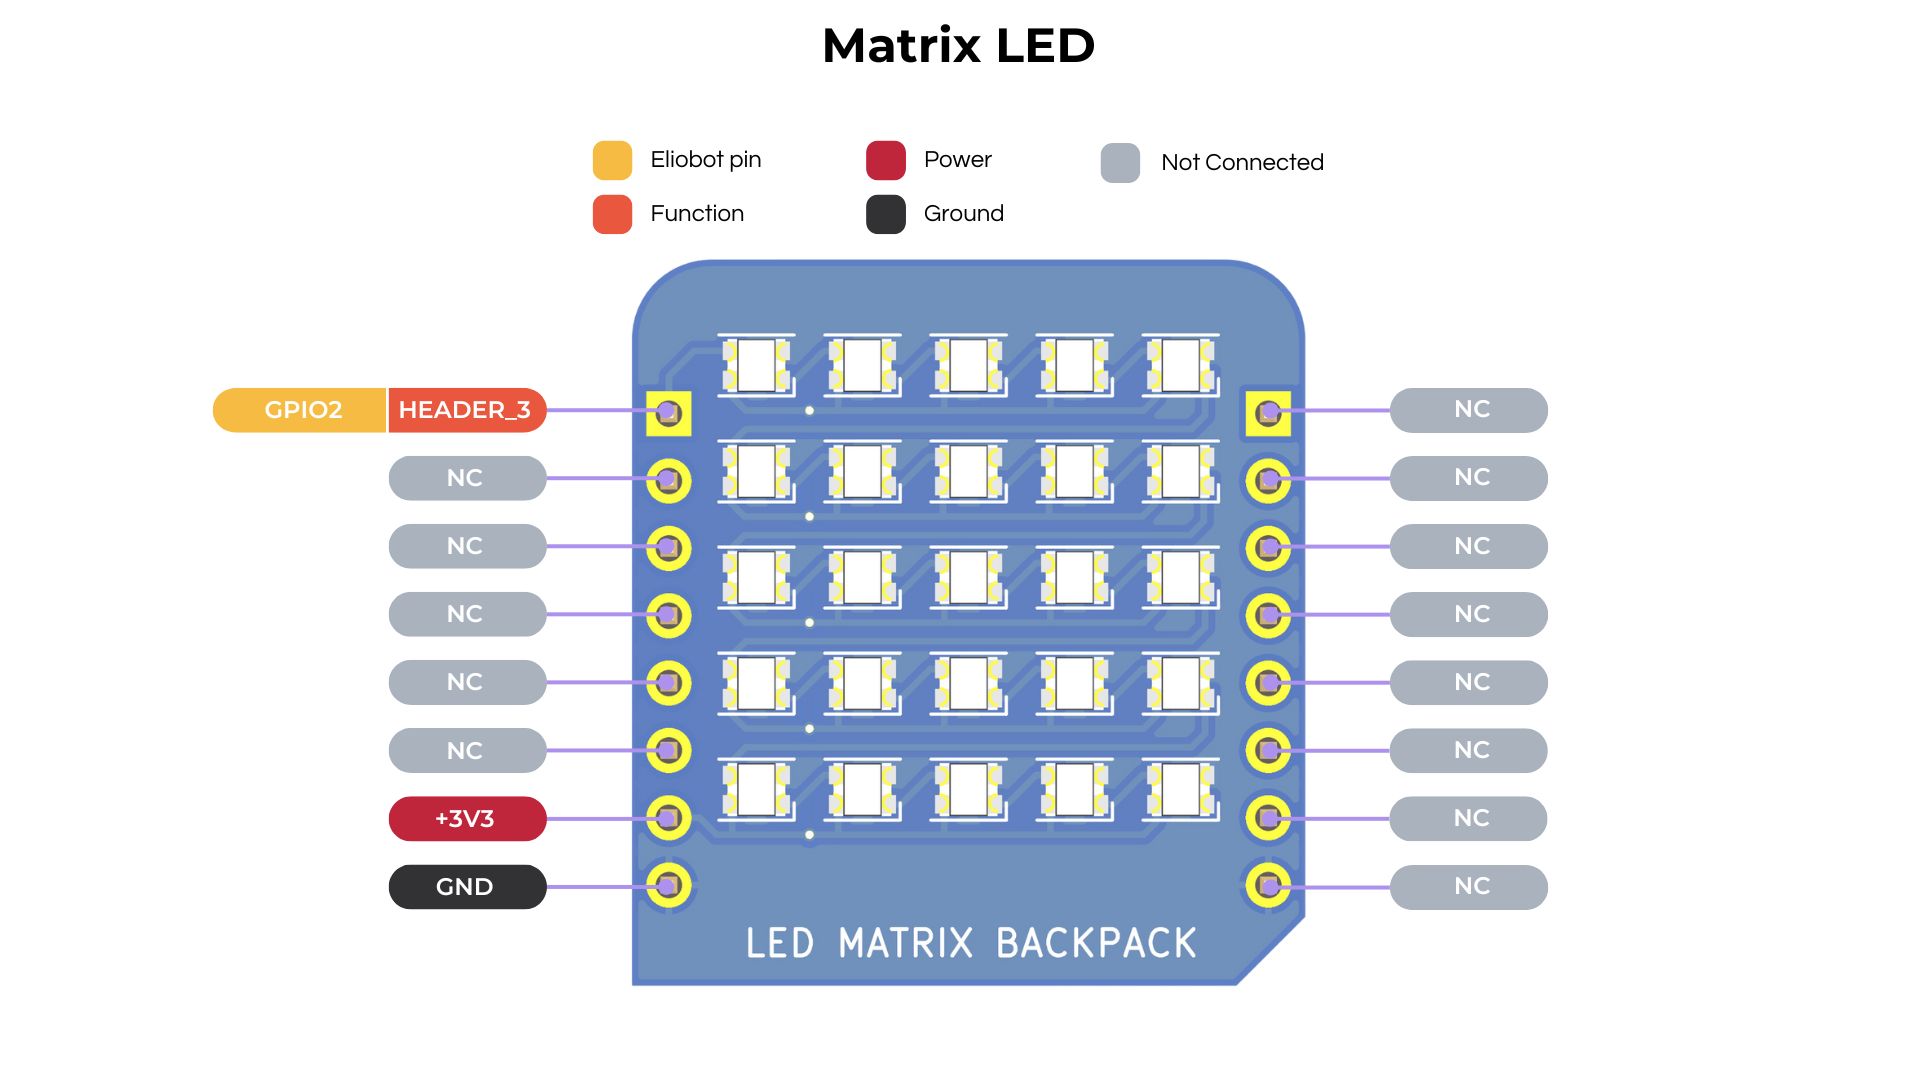 Matrix LED
Eliobot pin
Power
Not Connected
Function
Ground
GPIO2 HEADER_3
NC
NC
NC
NC
NC
NC
NC
NC
NC
NC
NC
+3V3
NC
GND
NC
LED MATRIX BACKPACK